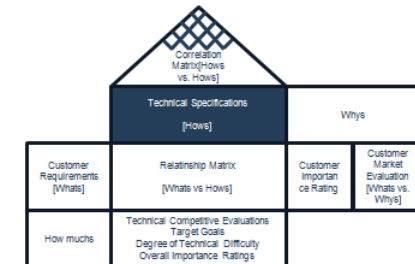 Correlation
Matrix[Hows
vs. Hows]
Technical Specifications
[Hows]
Whys
Customer
Requirements
[Whats]
Relatinship Matrix
[Whats vs Hows]
Customer
Importan
ce Rating
Customer
Market
Evaluation
[Whats vs.
Whys]
How muchs
Technical Competitive Evaluations
Target Goals
Degree of Technical Difficulty
Overall Importance Ratings